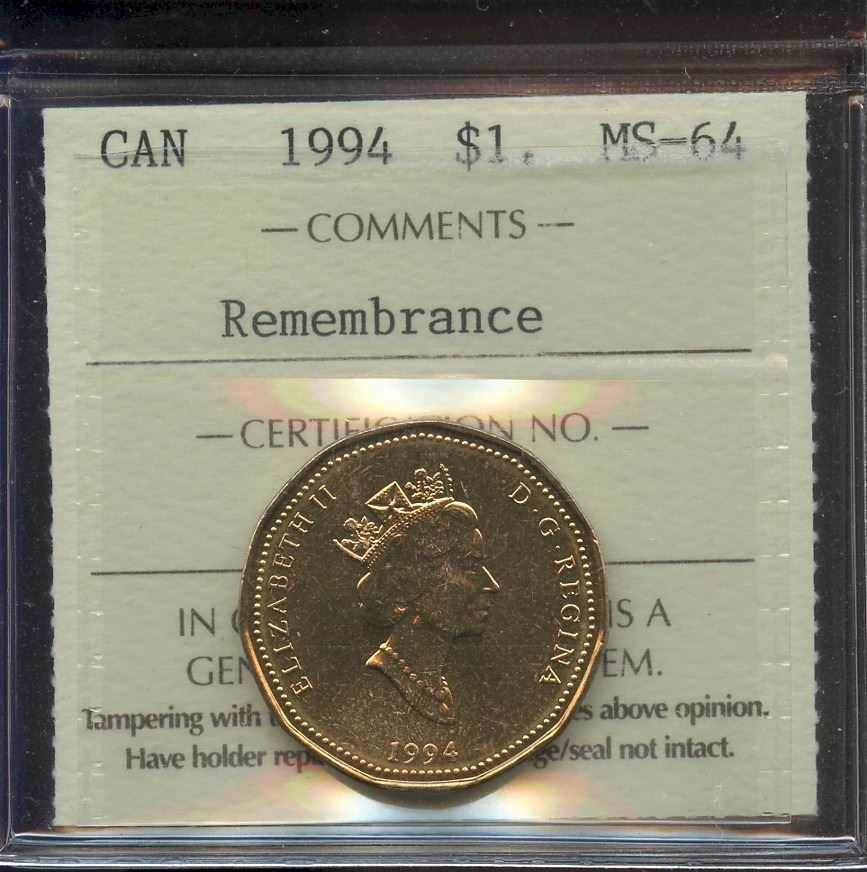 CAN 1994 $1. MS-64
— COMMENTS —
Remembrance
— CERTIFICATION NO. —
ELIZABETH II D·G·REGINA
1994
IN IS A
GEN EM.
Tampering with es above opinion.
Have holder rep ge/seal not intact.